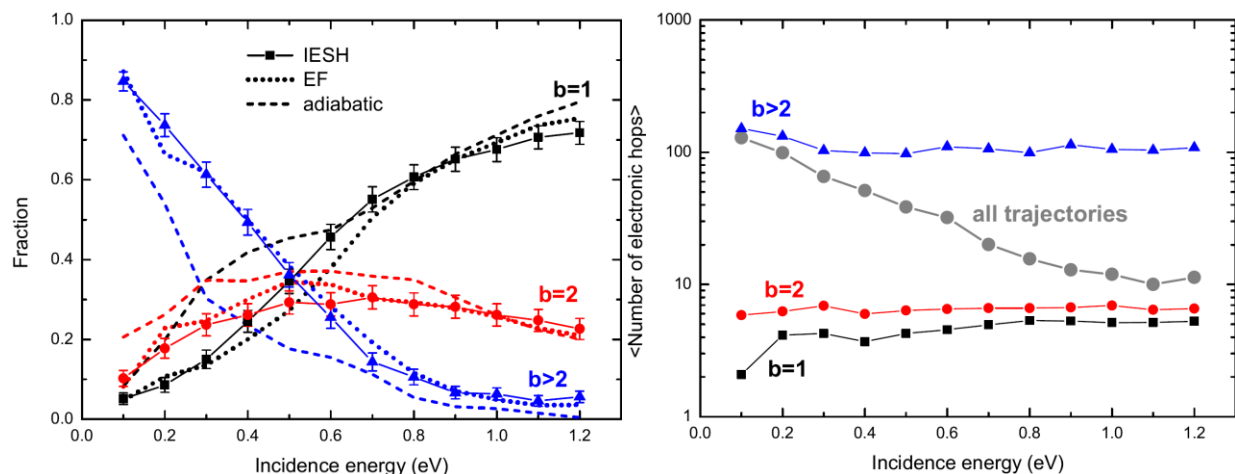 1.0
0.8
0.6
0.4
0.2
0.0
Fraction
IESH
EF
adiabatic
b=1
b=2
b>2
0.0 0.2 0.4 0.6 0.8 1.0 1.2
Incidence energy (eV)
1000
100
10
1
<Number of electronic hops>
b>2
all trajectories
b=2
b=1
0.0 0.2 0.4 0.6 0.8 1.0 1.2
Incidence energy (eV)